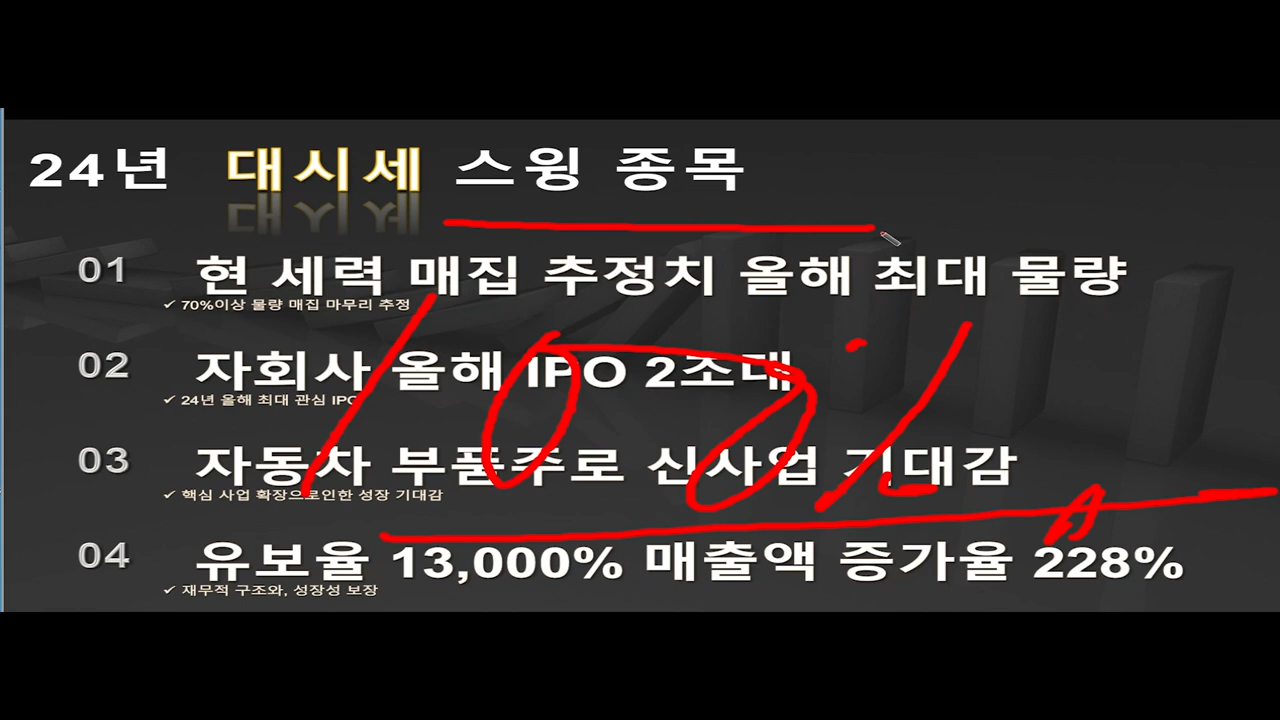 24년 대시세 스윙 종목
01 현 세력 매집 추정치 올해 최대 물량
✓ 70%이상 물량 매집 마무리 추정
02 자회사 올해 IPO 2조대
✓ 24년 올해 최대 관심 IPO
03 자동차 부품주로 신사업 기대감
✓ 핵심 사업 확장으로인한 성장 기대감
100%
04 유보율 13,000% 매출액 증가율 228%
✓ 재무적 구조와, 성장성 보장